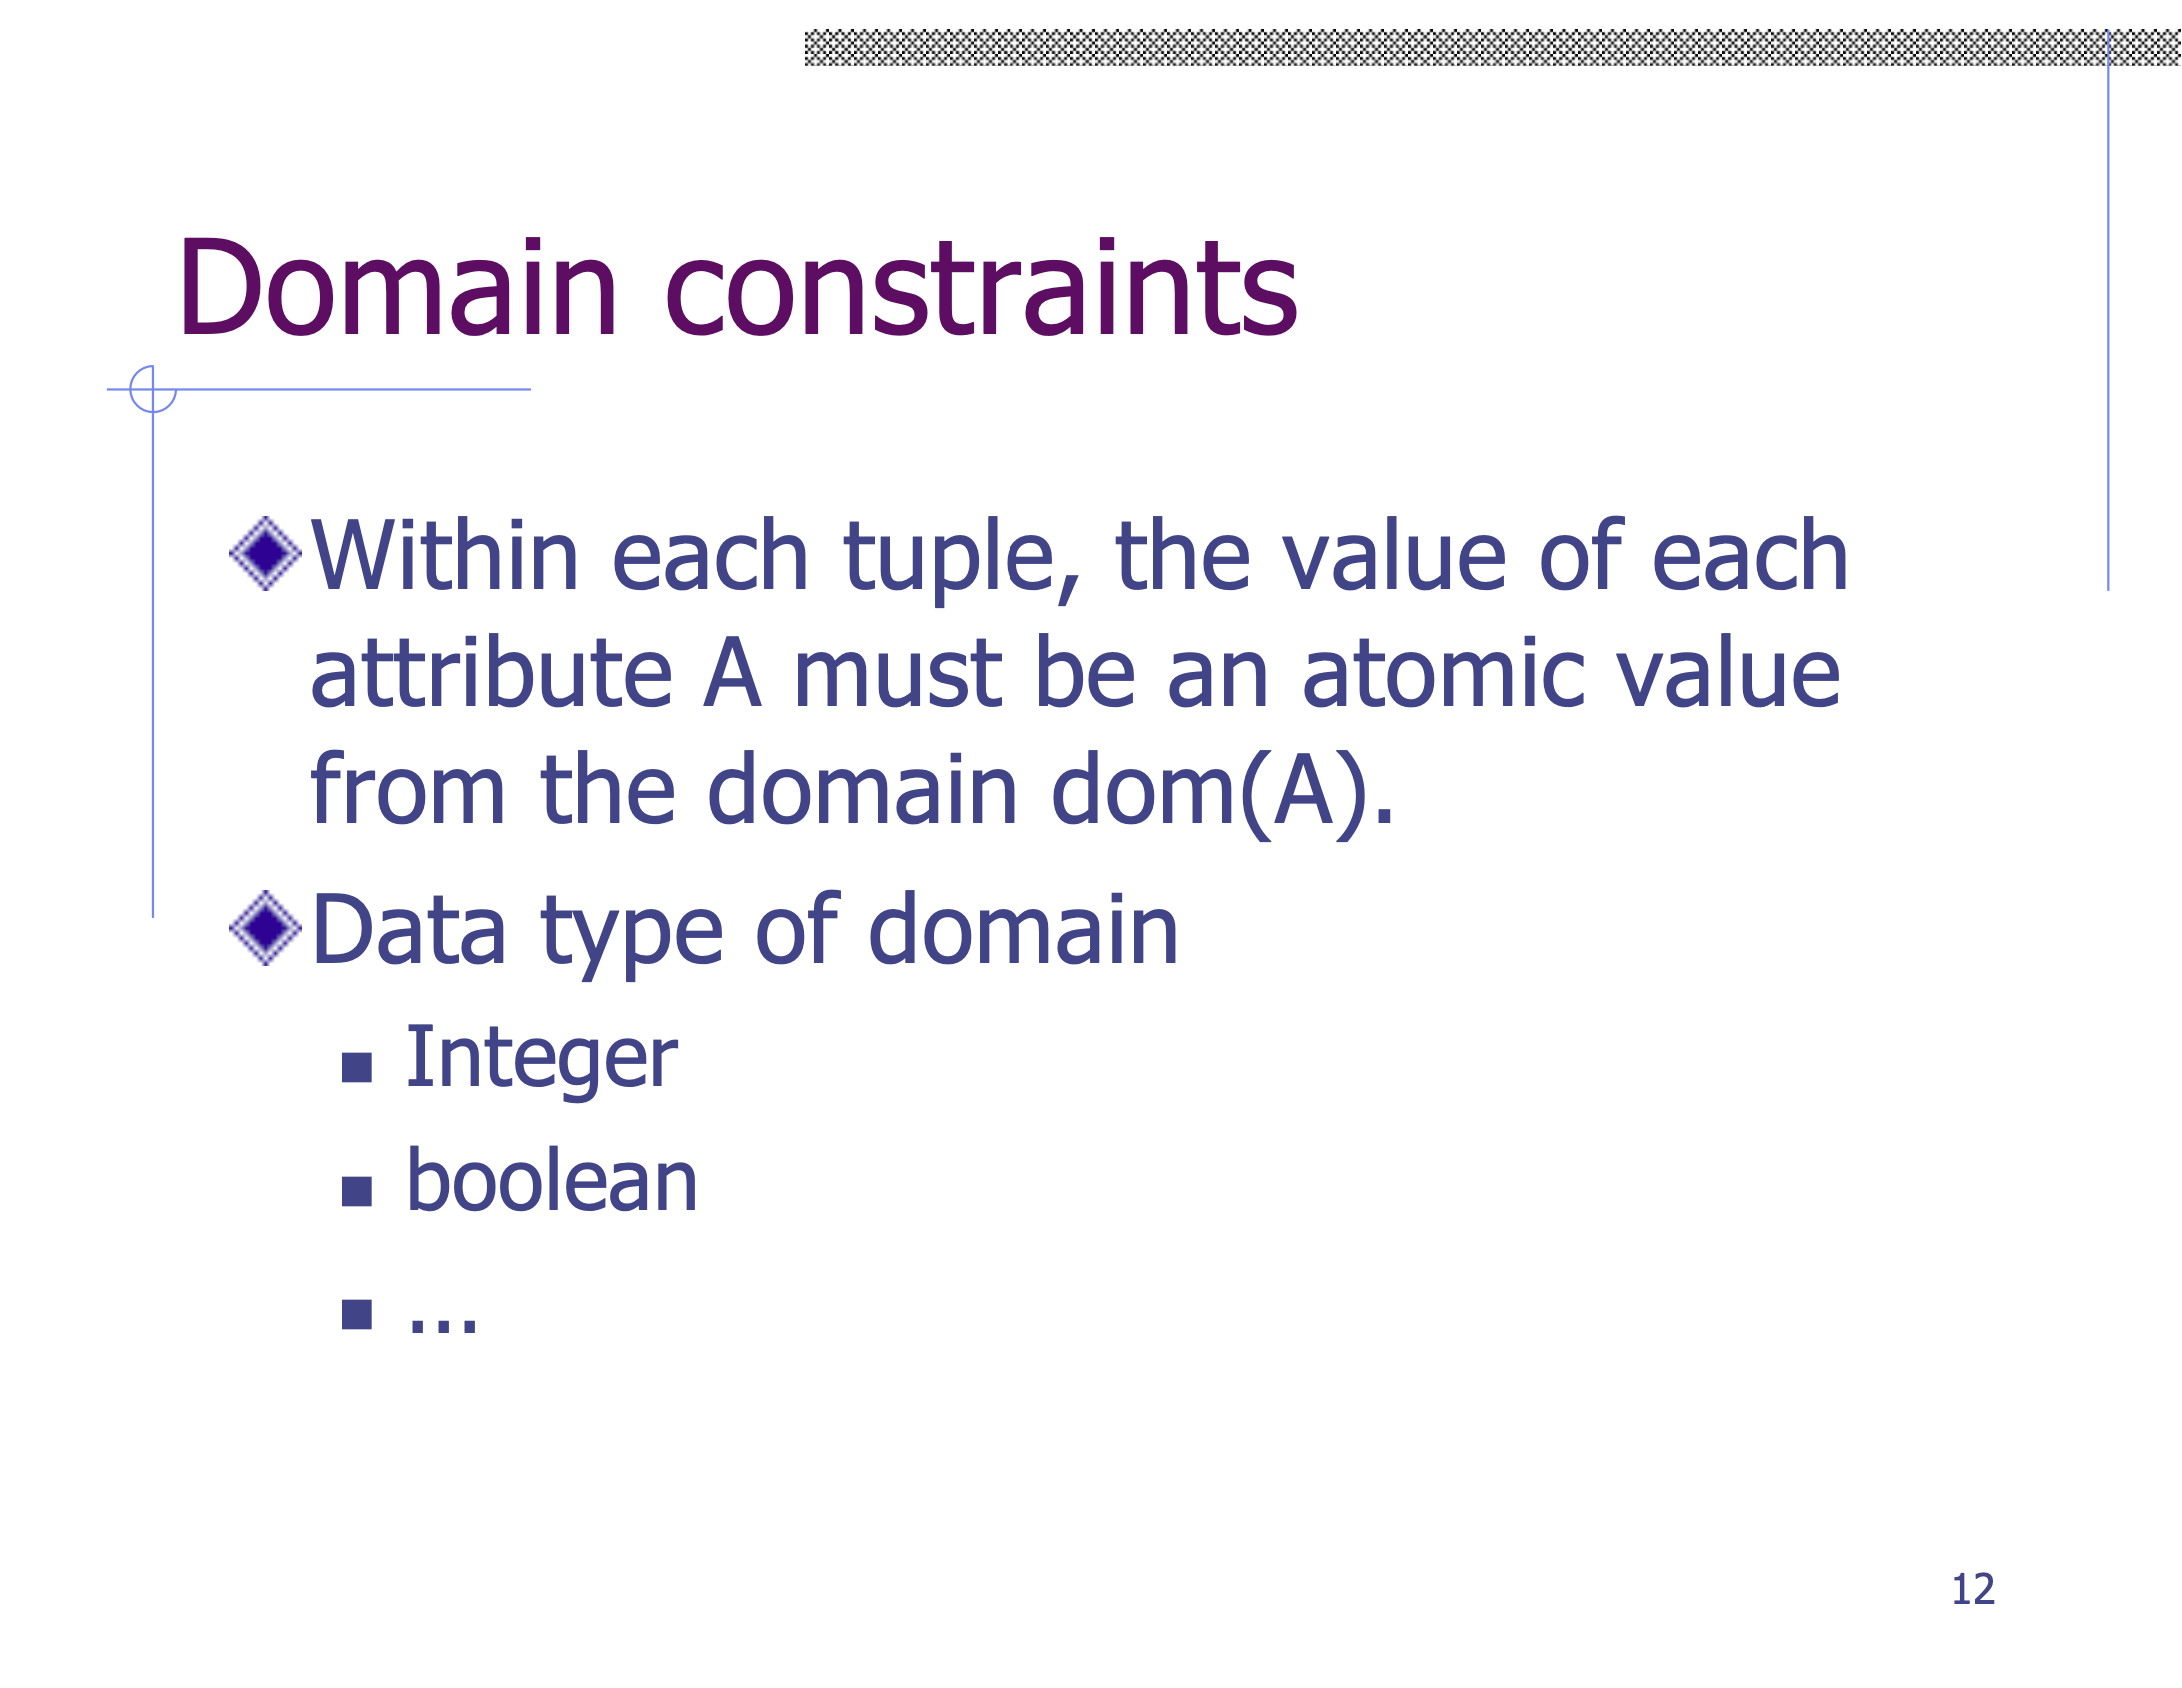 Domain constraints
Within each tuple, the value of each
attribute A must be an atomic value
from the domain dom(A).
Data type of domain
Integer
boolean
...
12